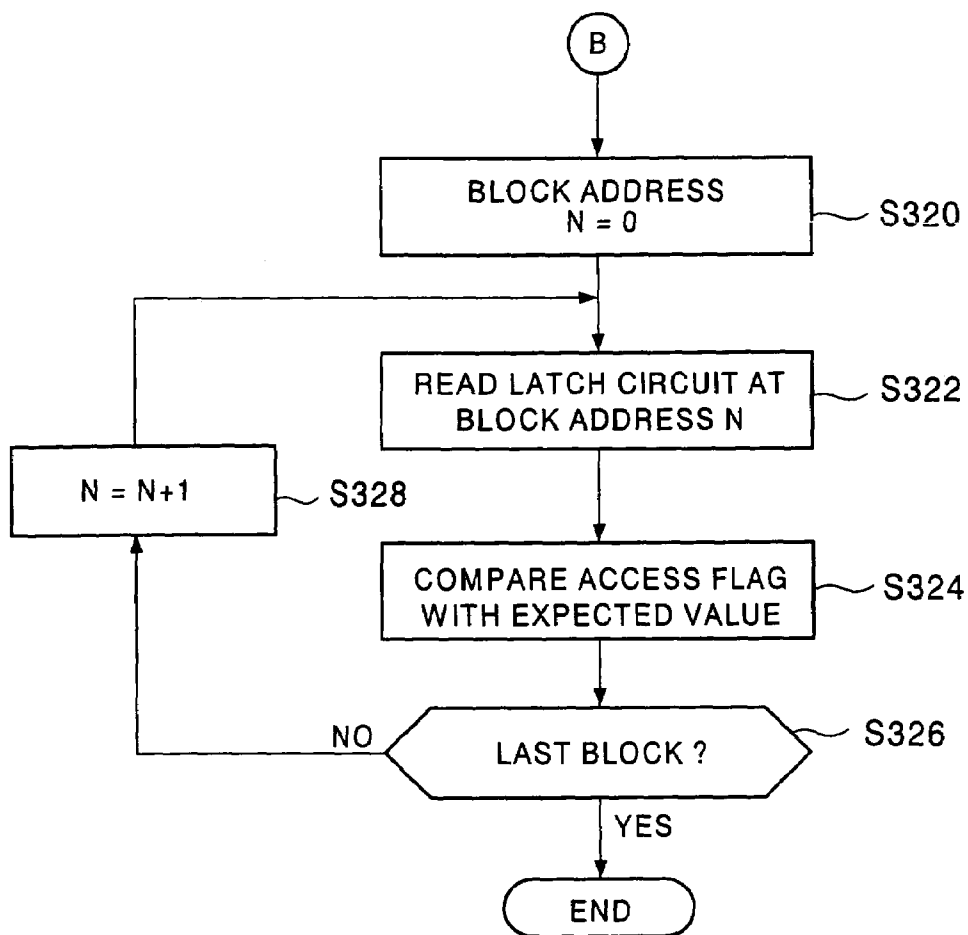 B
BLOCK ADDRESS
N = 0
S320
READ LATCH CIRCUIT AT
BLOCK ADDRESS N
S322
N = N+1
S328
COMPARE ACCESS FLAG
WITH EXPECTED VALUE
S324
NO
LAST BLOCK ?
S326
YES
END